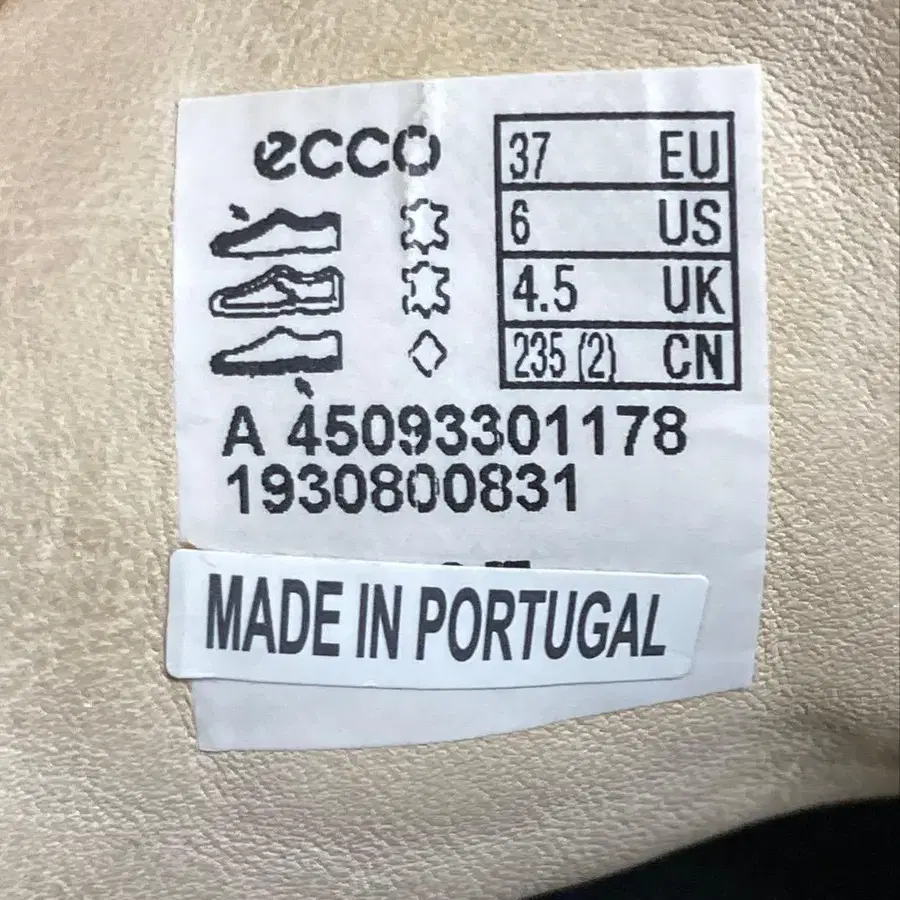 ecco
37 EU
6 US
4.5 UK
235 (2) CN
A 45093301178
1930800831
MADE IN PORTUGAL